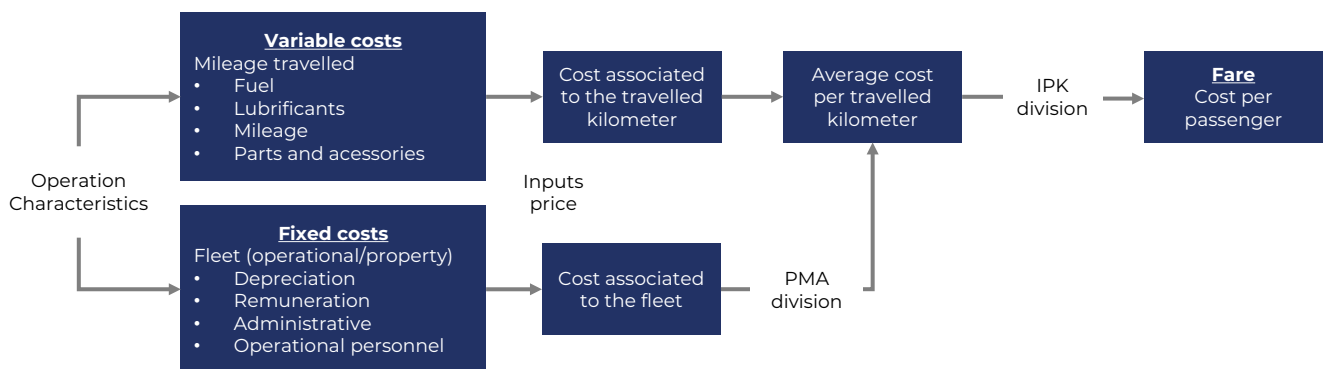 Variable costs
Mileage travelled
• Fuel
• Lubrificants
• Mileage
• Parts and acessories
Cost associated
to the travelled
kilometer
Average cost
per travelled
kilometer
IPK
division
Fare
Cost per
passenger
Operation
Characteristics
Inputs
price
Fixed costs
Fleet (operational/property)
• Depreciation
• Remuneration
• Administrative
• Operational personnel
Cost associated
to the fleet
PMA
division